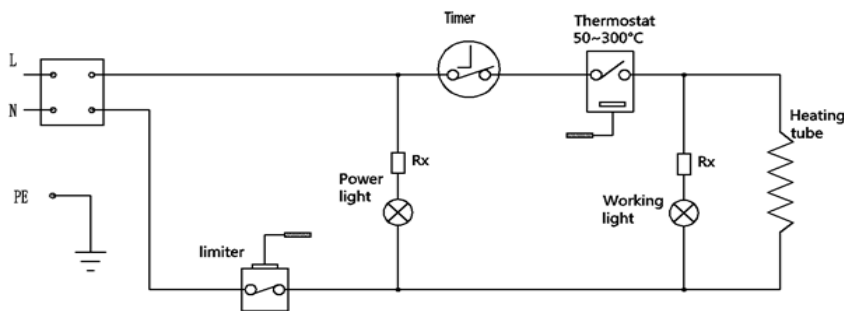 Timer
Thermostat
50~300°C
L
N
Heating
tube
Rx
Rx
Power
light
Working
light
PE
limiter